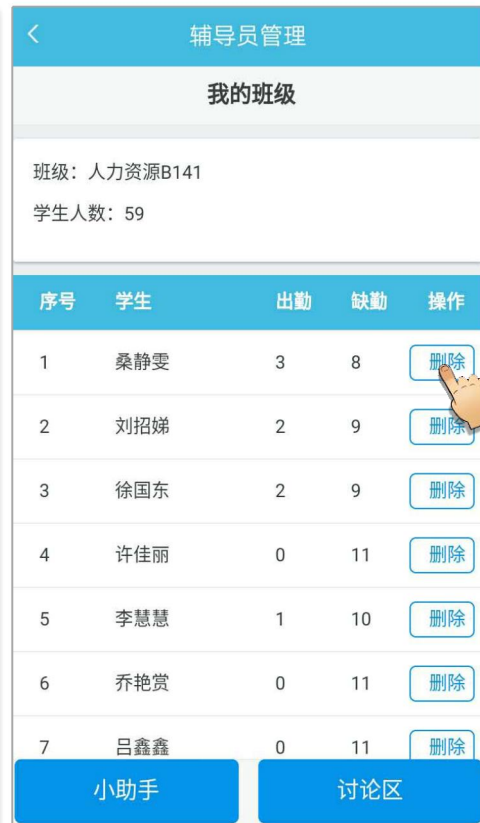 辅导员管理
我的班级
班级：人力资源B141
学生人数：59
序号 学生 出勤 缺勤 操作
1 桑静雯 3 8 删除
2 刘招娣 2 9 删除
3 徐国东 2 9 删除
4 许佳丽 0 11 删除
5 李慧慧 1 10 删除
6 乔艳赏 0 11 删除
7 吕鑫鑫 0 11 删除
小助手 讨论区